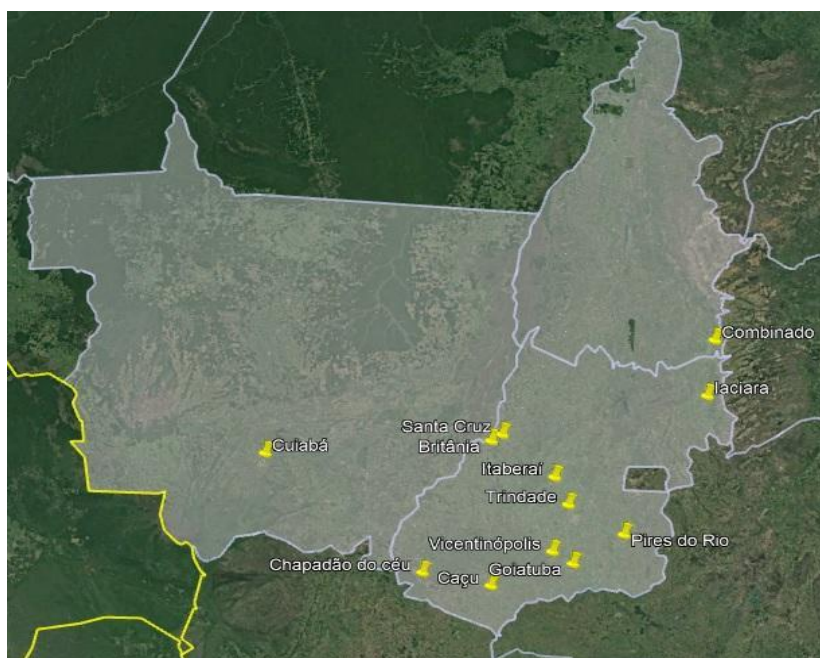 Combinado
Iaciara
Santa Cruz
Britânia
Cuiabá
Itaberaí
Trindade
Vicentinópolis
Pires do Rio
Chapadão do céu
Goiatuba
Caçu